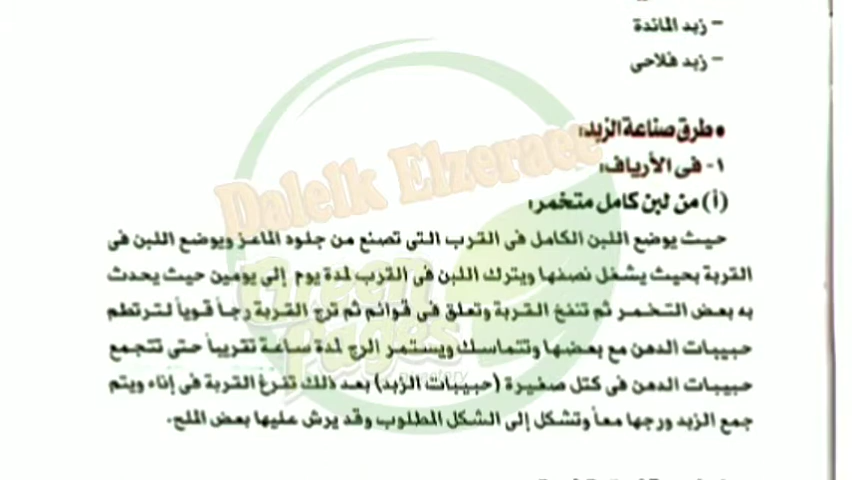 - زبد المائدة
- زبد فلاحى
• طرق صناعة الزبد:
١- فى الأرياف:
(أ) من لبن كامل متخمر:
حيث يوضع اللبن الكامل فى القرب التى تصنع من جلود الماعز ويوضع اللبن فى
القربة بحيث يشغل نصفها ويترك اللبن فى القرب لمدة يوم إلى يومين حيث يحدث
به بعض التخمر ثم تنفخ القربة وتعلق فى قوائم ثم ترج القربة رجاً قوياً لترتطم
حبيبات الدهن مع بعضها وتتماسك ويستمر الرج لمدة ساعة تقريباً حتى تتجمع
حبيبات الدهن فى كتل صغيرة (حبيبات الزبد) بعد ذلك تفرغ القربة فى إناء ويتم
جمع الزبد ورجها معاً وتشكل إلى الشكل المطلوب وقد يرش عليها بعض الملح.
Dalelk Elzeraee
Green
Pages
Directory